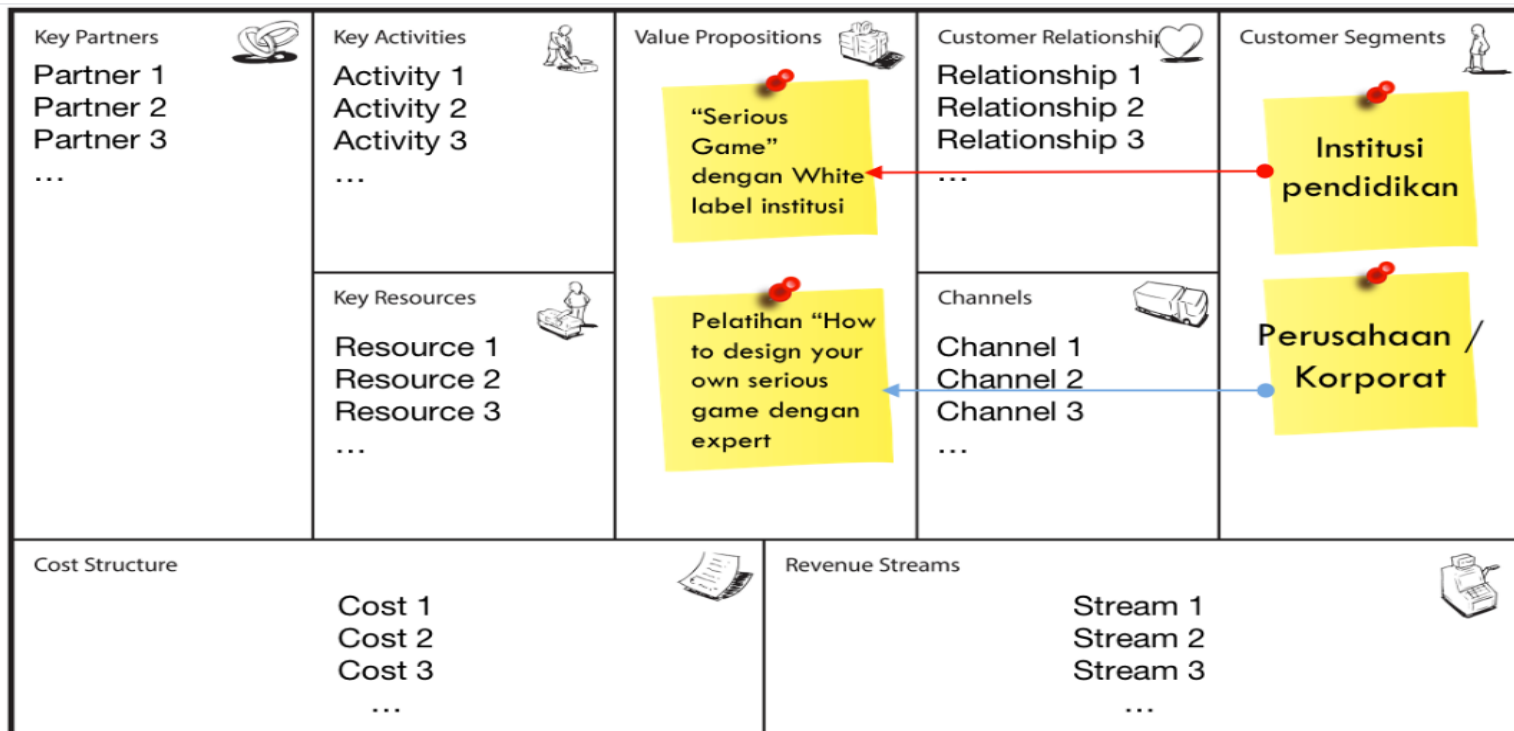 Key Partners
Partner 1
Partner 2
Partner 3
...
Key Activities
Activity 1
Activity 2
Activity 3
...
Key Resources
Resource 1
Resource 2
Resource 3
...
Value Propositions
“Serious
Game”
dengan White
label institusi
Pelatihan “How
to design your
own serious
game dengan
expert
Customer Relationship
Relationship 1
Relationship 2
Relationship 3
...
Channels
Channel 1
Channel 2
Channel 3
...
Customer Segments
Institusi
pendidikan
Perusahaan /
Korporat
Cost Structure
Cost 1
Cost 2
Cost 3
...
Revenue Streams
Stream 1
Stream 2
Stream 3
...